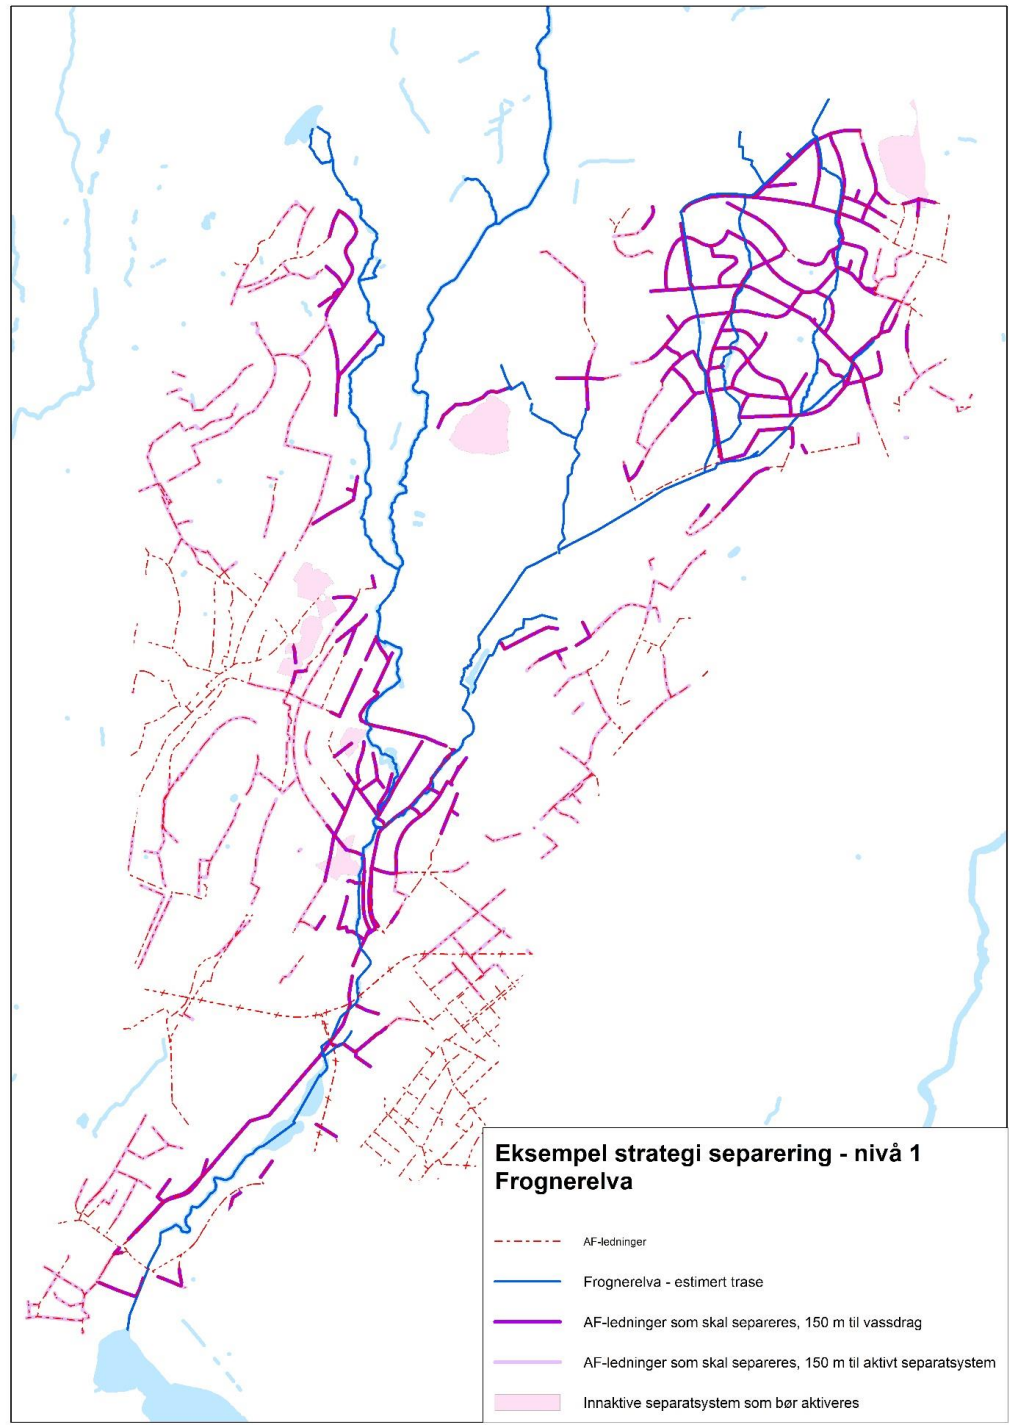 Eksempel strategi separering - nivå 1
Frognerelva
AF-ledninger
Frognerelva - estimert trase
AF-ledninger som skal separeres, 150 m til vassdrag
AF-ledninger som skal separeres, 150 m til aktivt separatsystem
Innaktive separatsystem som bør aktiveres